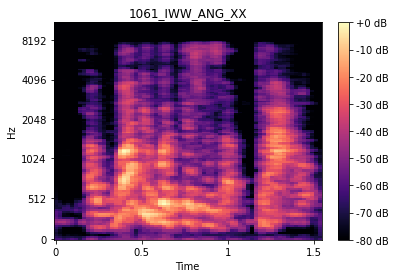 1061_IWW_ANG_XX
+0 dB
8192
-10 dB
4096
-20 dB
-30 dB
2048
Hz
-40 dB
1024
-50 dB
512
-60 dB
-70 dB
0
-80 dB
0
0.5
1
1.5
Time